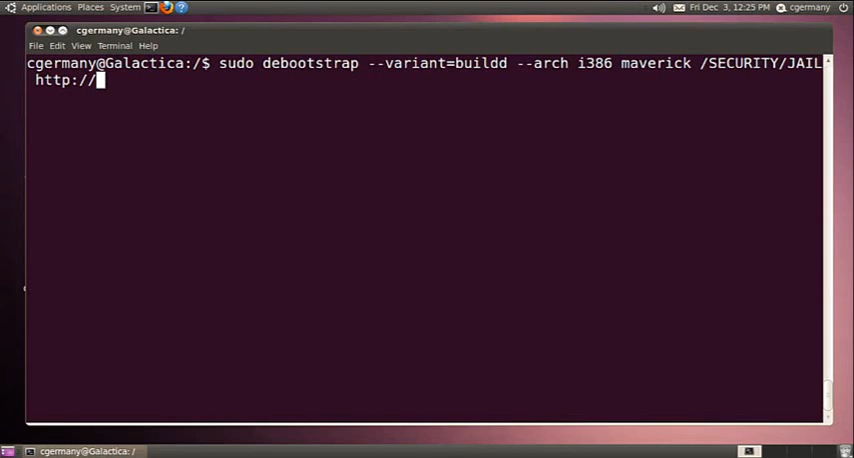 Applications Places System Fri Dec 3, 12:25 PM cgermany
cgermany@Galactica: /
File Edit View Terminal Help
cgermany@Galactica:/$ sudo debootstrap --variant=buildd --arch i386 maverick /SECURITY/JAIL
http://
cgermany@Galactica: /